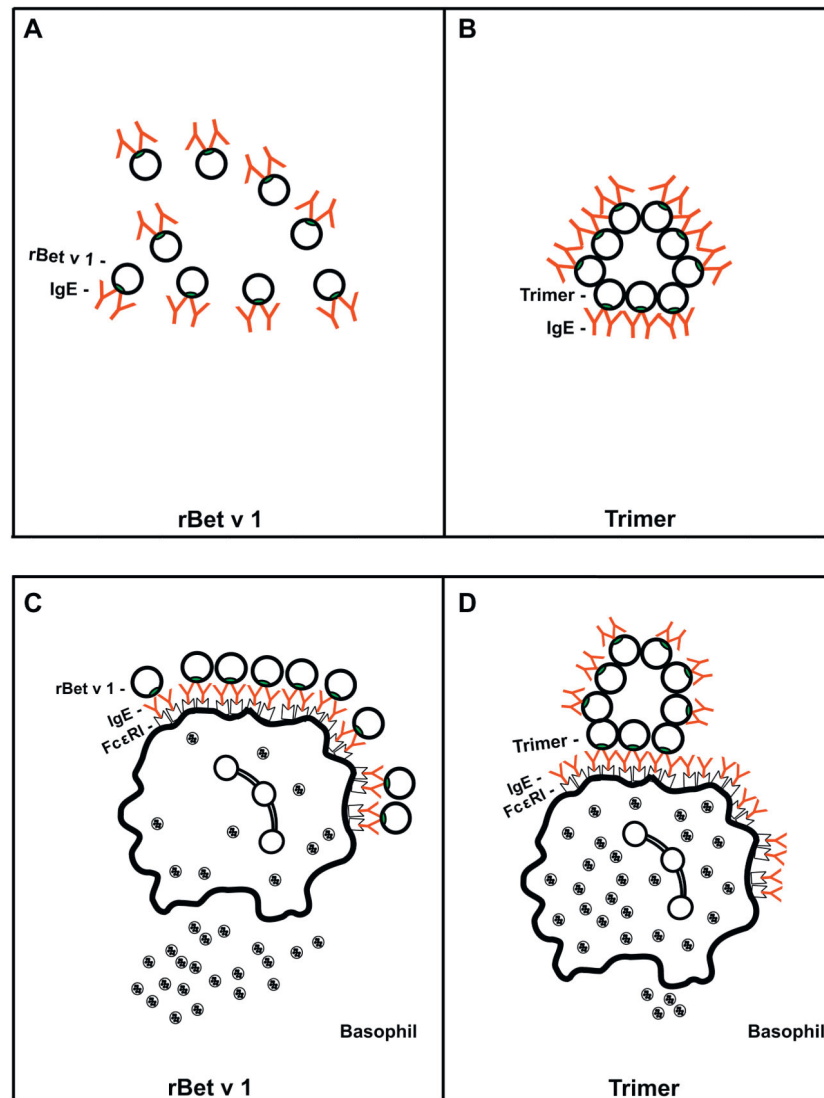 A
rBet v 1 -
IgE -
rBet v 1
B
Trimer -
IgE -
Trimer
C
rBet v 1 -
IgE -
FcεRI -
Basophil
rBet v 1
D
Trimer -
IgE -
FcεRI -
Basophil
Trimer